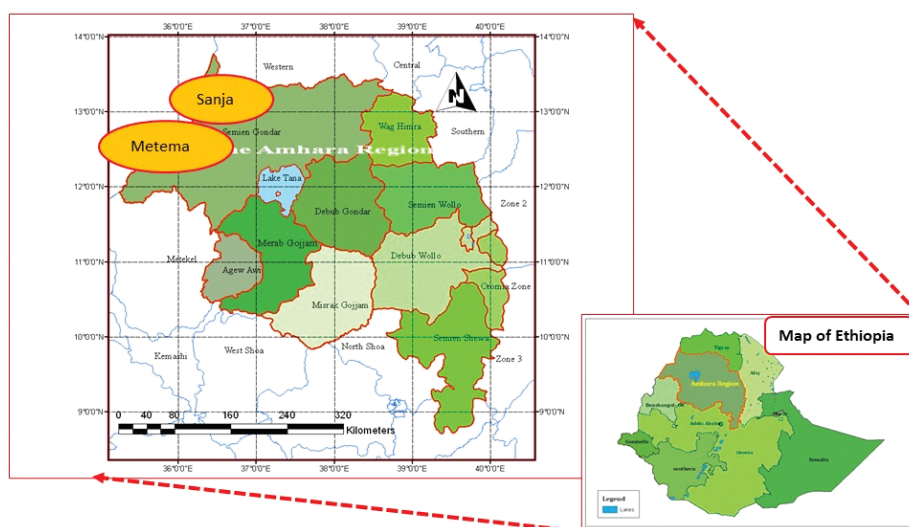 36°0'0"E 37°0'0"E 38°0'0"E 39°0'0"E 40°0'0"E
14°0'0"N 14°0'0"N
Western
Central
Sanja
13°0'0"N 13°0'0"N
N
Wag Himra
Southern
Semien Gondar
Metema
he Amhara Region
12°0'0"N 12°0'0"N
Lake Tana
Semien Wollo
Zone 2
Debub Gondar
Merab Gojjam
Debub Wollo
11°0'0"N 11°0'0"N
Metekel
Agew Awi
Oromia Zone
Misrak Gojjam
10°0'0"N 10°0'0"N
Semien Shewa
Kemashi
West Shoa
North Shoa
Zone 3
9°0'0"N 9°0'0"N
0 40 80 160 240 320
Kilometers
36°0'0"E 37°0'0"E 38°0'0"E 39°0'0"E 40°0'0"E
Map of Ethiopia
Tigray
Afar
Amhara Region
Addis Ababa
Gambella
Oromia
Somalia
southern
Legend
Lakes